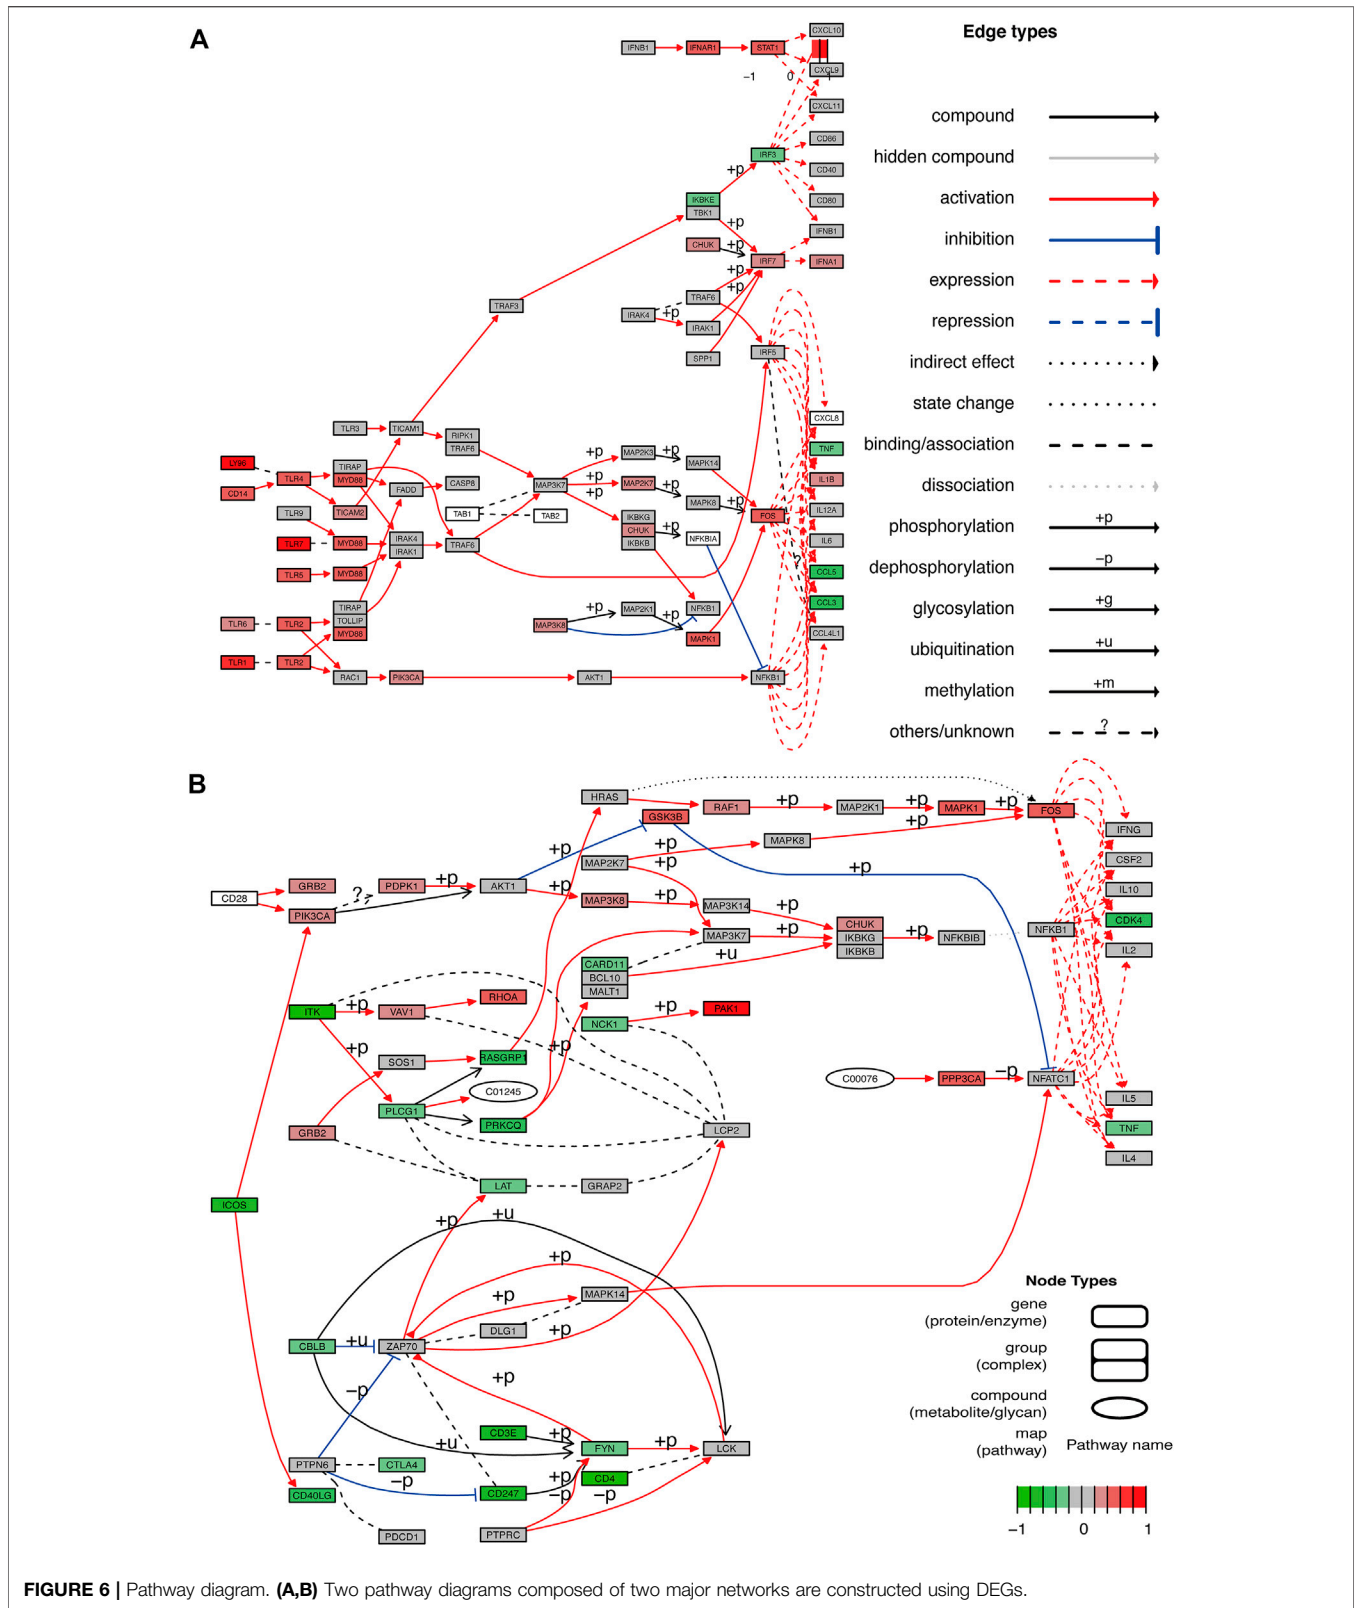 A
CXCL10
IFNB1
IFNAR1
STAT1
CXCL9
−1
0
1
CXCL11
CD86
IRF3
+p
CD40
IKBKE
TBK1
CD80
+p
IFNB1
CHUK
+p
IRF7
IFNA1
+p
TRAF6
+p
TRAF3
IRAK4
+p
IRAK1
SPP1
IRF5
CXCL8
TLR3
TICAM1
RIPK1
TRAF6
TNF
LY96
TIRAP
MYD88
+p
MAP2K3
+p
MAPK14
TLR4
CASP8
MAP3K7
+p
+p
MAP2K7
+p
IL1B
CD14
FADD
MAPK8
+p
TICAM2
TLR9
TAB1
TAB2
IKBKG
CHUK
IKBKB
+p
FOS
IL12A
TLR7
MYD88
IRAK4
IRAK1
TRAF6
NFKBIA
IL6
TLR5
MYD88
?
CCL5
TIRAP
TOLLIP
MYD88
+p
MAP2K1
+p
NFKB1
CCL3
TLR6
TLR2
MAP3K8
MAPK1
CCL4L1
TLR1
TLR2
RAC1
PIK3CA
AKT1
NFKB1
Edge types
compound
hidden compound
activation
inhibition
expression
repression
indirect effect
state change
binding/association
dissociation
phosphorylation
+p
dephosphorylation
−p
glycosylation
+g
ubiquitination
+u
methylation
+m
others/unknown
?
B
HRAS
RAF1
+p
MAP2K1
+p
MAPK1
+p
FOS
GSK3B
+p
IFNG
MAPK8
+p
+p
+p
MAP2K7
+p
CSF2
CD28
GRB2
PDPK1
+p
AKT1
+p
IL10
? ?
PIK3CA
MAP3K8
+p
MAP3K14
+p
CDK4
CHUK
IKBKG
IKBKB
+p
NFKBIB
NFKB1
MAP3K7
+p
IL2
+u
CARD11
BCL10
MALT1
RHOA
ITK
+p
VAV1
NCK1
+p
PAK1
+p
+p
SOS1
RASGRP1
C01245
C00076
PPP3CA
−p
NFATC1
PLCG1
IL5
PRKCQ
GRB2
LCP2
TNF
IL4
LAT
GRAP2
ICOS
+p
+u
+p
MAPK14
+p
DLG1
+p
CBLB
+u
ZAP70
−p
+p
CD3E
+p
+u
FYN
+p
LCK
PTPN6
CTLA4
−p
+p
CD4
CD40LG
CD247
−p
−p
PDCD1
PTPRC
Node Types
gene
(protein/enzyme)
group
(complex)
compound
(metabolite/glycan)
map
(pathway)
Pathway name
−1
0
1
FIGURE 6 | Pathway diagram. (A,B) Two pathway diagrams composed of two major networks are constructed using DEGs.